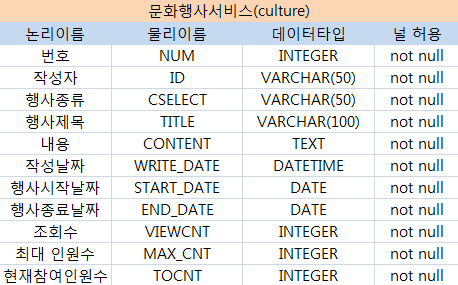 문화행사서비스(culture)
논리이름 물리이름 데이터타입 널 허용
번호 NUM INTEGER not null
작성자 ID VARCHAR(50) not null
행사종류 CSELECT VARCHAR(50) not null
행사제목 TITLE VARCHAR(100) not null
내용 CONTENT TEXT not null
작성날짜 WRITE_DATE DATETIME not null
행사시작날짜 START_DATE DATE not null
행사종료날짜 END_DATE DATE not null
조회수 VIEWCNT INTEGER not null
최대 인원수 MAX_CNT INTEGER not null
현재참여인원수 TOCNT INTEGER not null